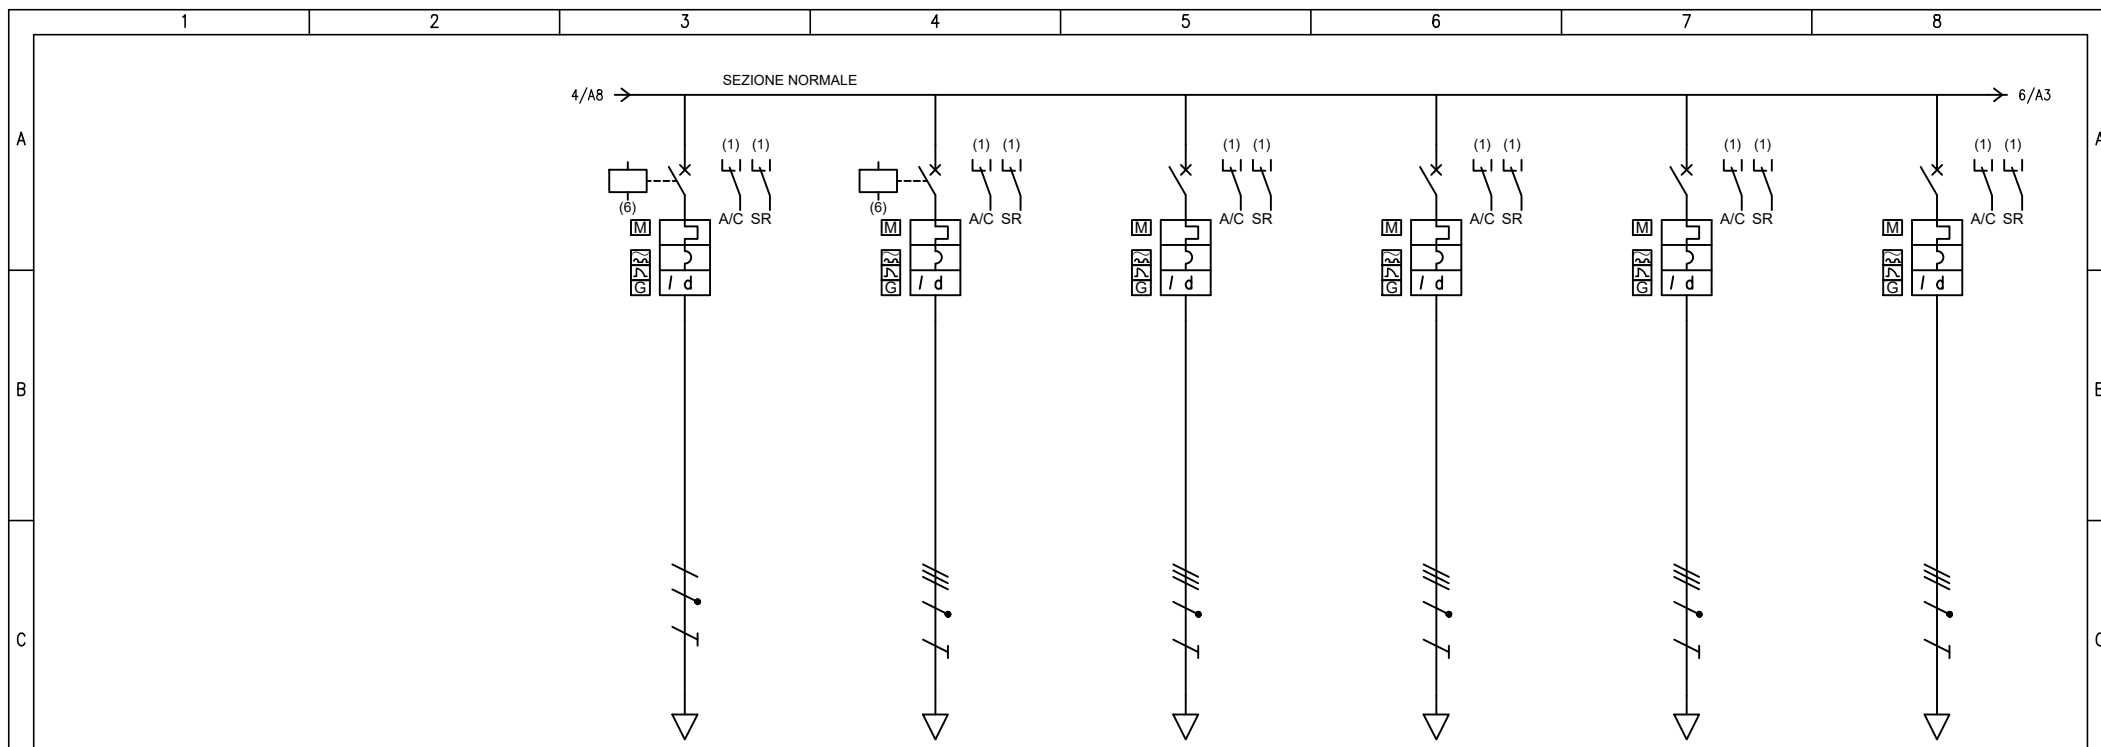 1 2 3 4 5 6 7 8
SEZIONE NORMALE
4/A8 6/A3
A A
(1) (1) (1) (1) (1) (1) (1) (1) (1) (1) (1) (1)
(6) (6)
A/C SR A/C SR A/C SR A/C SR A/C SR A/C SR
M M M M M M
G I d G I d G I d G I d G I d G I d
B B
C C